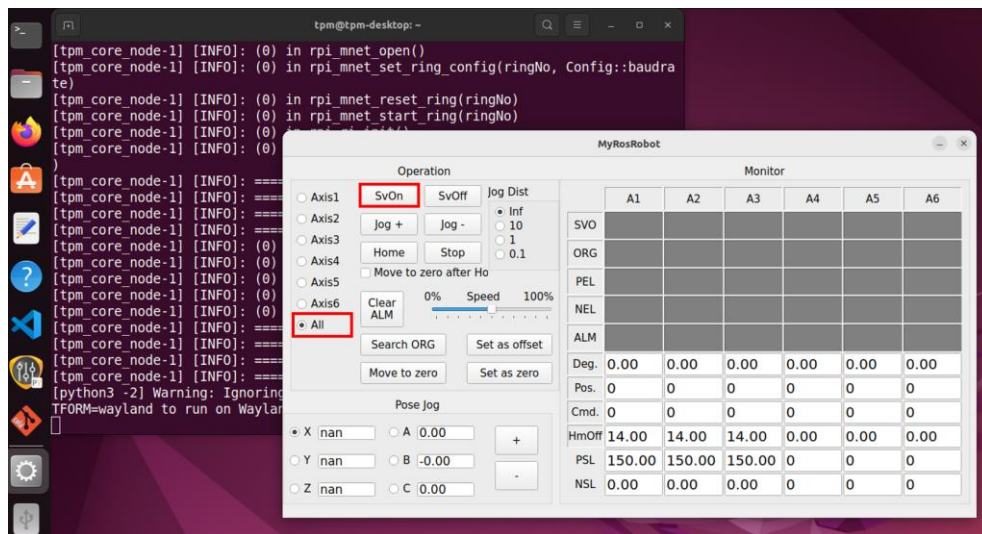 tpm@tpm-desktop: ~
[tpm_core_node-1] [INFO]: (0) in rpi_mnet_open()
[tpm_core_node-1] [INFO]: (0) in rpi_mnet_set_ring_config(ringNo, Config::baudra
te)
[tpm_core_node-1] [INFO]: (0) in rpi_mnet_reset_ring(ringNo)
[tpm_core_node-1] [INFO]: (0) in rpi_mnet_start_ring(ringNo)
[tpm_core_node-1] [INFO]: (0)
[tpm_core_node-1] [INFO]: (0)
)
[tpm_core_node-1] [INFO]: ====
[tpm_core_node-1] [INFO]: ====
[tpm_core_node-1] [INFO]: ====
[tpm_core_node-1] [INFO]: ====
[tpm_core_node-1] [INFO]: (0)
[tpm_core_node-1] [INFO]: (0)
[tpm_core_node-1] [INFO]: (0)
[tpm_core_node-1] [INFO]: (0)
[tpm_core_node-1] [INFO]: (0)
[tpm_core_node-1] [INFO]: ====
[tpm_core_node-1] [INFO]: ====
[tpm_core_node-1] [INFO]: ====
[tpm_core_node-1] [INFO]: ====
[python3 -2] Warning: Ignoring
TFORM=wayland to run on Waylan
MyRosRobot
Operation
Axis1
Axis2
Axis3
Axis4
Axis5
Axis6
All
SvOn SvOff
Jog + Jog -
Home Stop
Jog Dist
Inf
10
1
0.1
Move to zero after Ho
Clear
ALM
0% Speed 100%
Search ORG Set as offset
Move to zero Set as zero
Pose Jog
X nan A 0.00 +
Y nan B -0.00
Z nan C 0.00 -
Monitor
A1 A2 A3 A4 A5 A6
SVO
ORG
PEL
NEL
ALM
Deg. 0.00 0.00 0.00 0.00 0.00 0.00
Pos. 0 0 0 0 0 0
Cmd. 0 0 0 0 0 0
HmOff 14.00 14.00 14.00 0.00 0.00 0.00
PSL 150.00 150.00 150.00 0 0 0
NSL 0.00 0.00 0.00 0 0 0